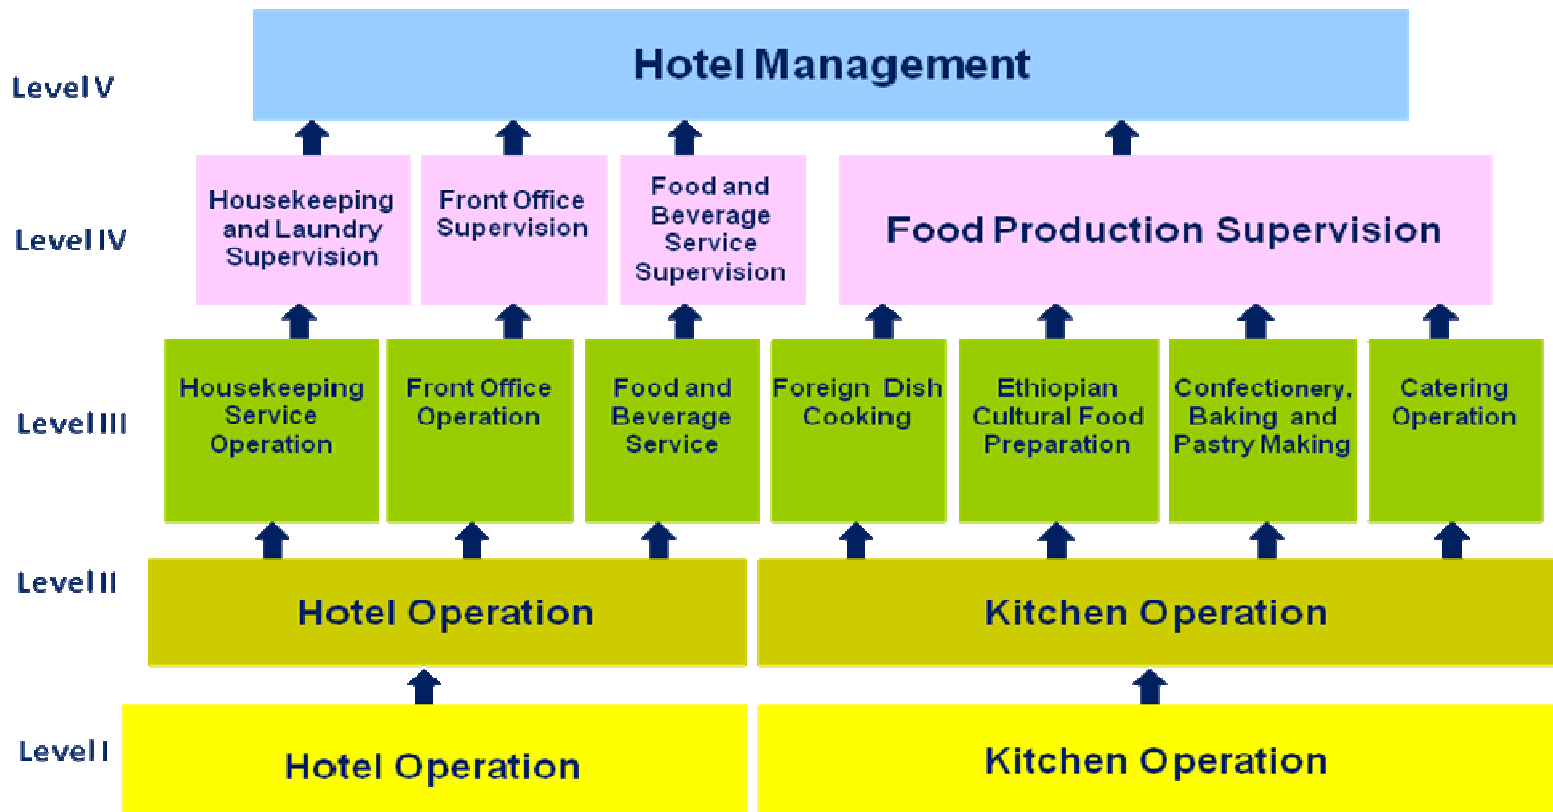 Level V
Hotel Management
Level IV
Housekeeping
and Laundry
Supervision
Front Office
Supervision
Food and
Beverage
Service
Supervision
Food Production Supervision
Level III
Housekeeping
Service
Operation
Front Office
Operation
Food and
Beverage
Service
Foreign Dish
Cooking
Ethiopian
Cultural Food
Preparation
Confectionery,
Baking and
Pastry Making
Catering
Operation
Level II
Hotel Operation
Kitchen Operation
Level I
Hotel Operation
Kitchen Operation